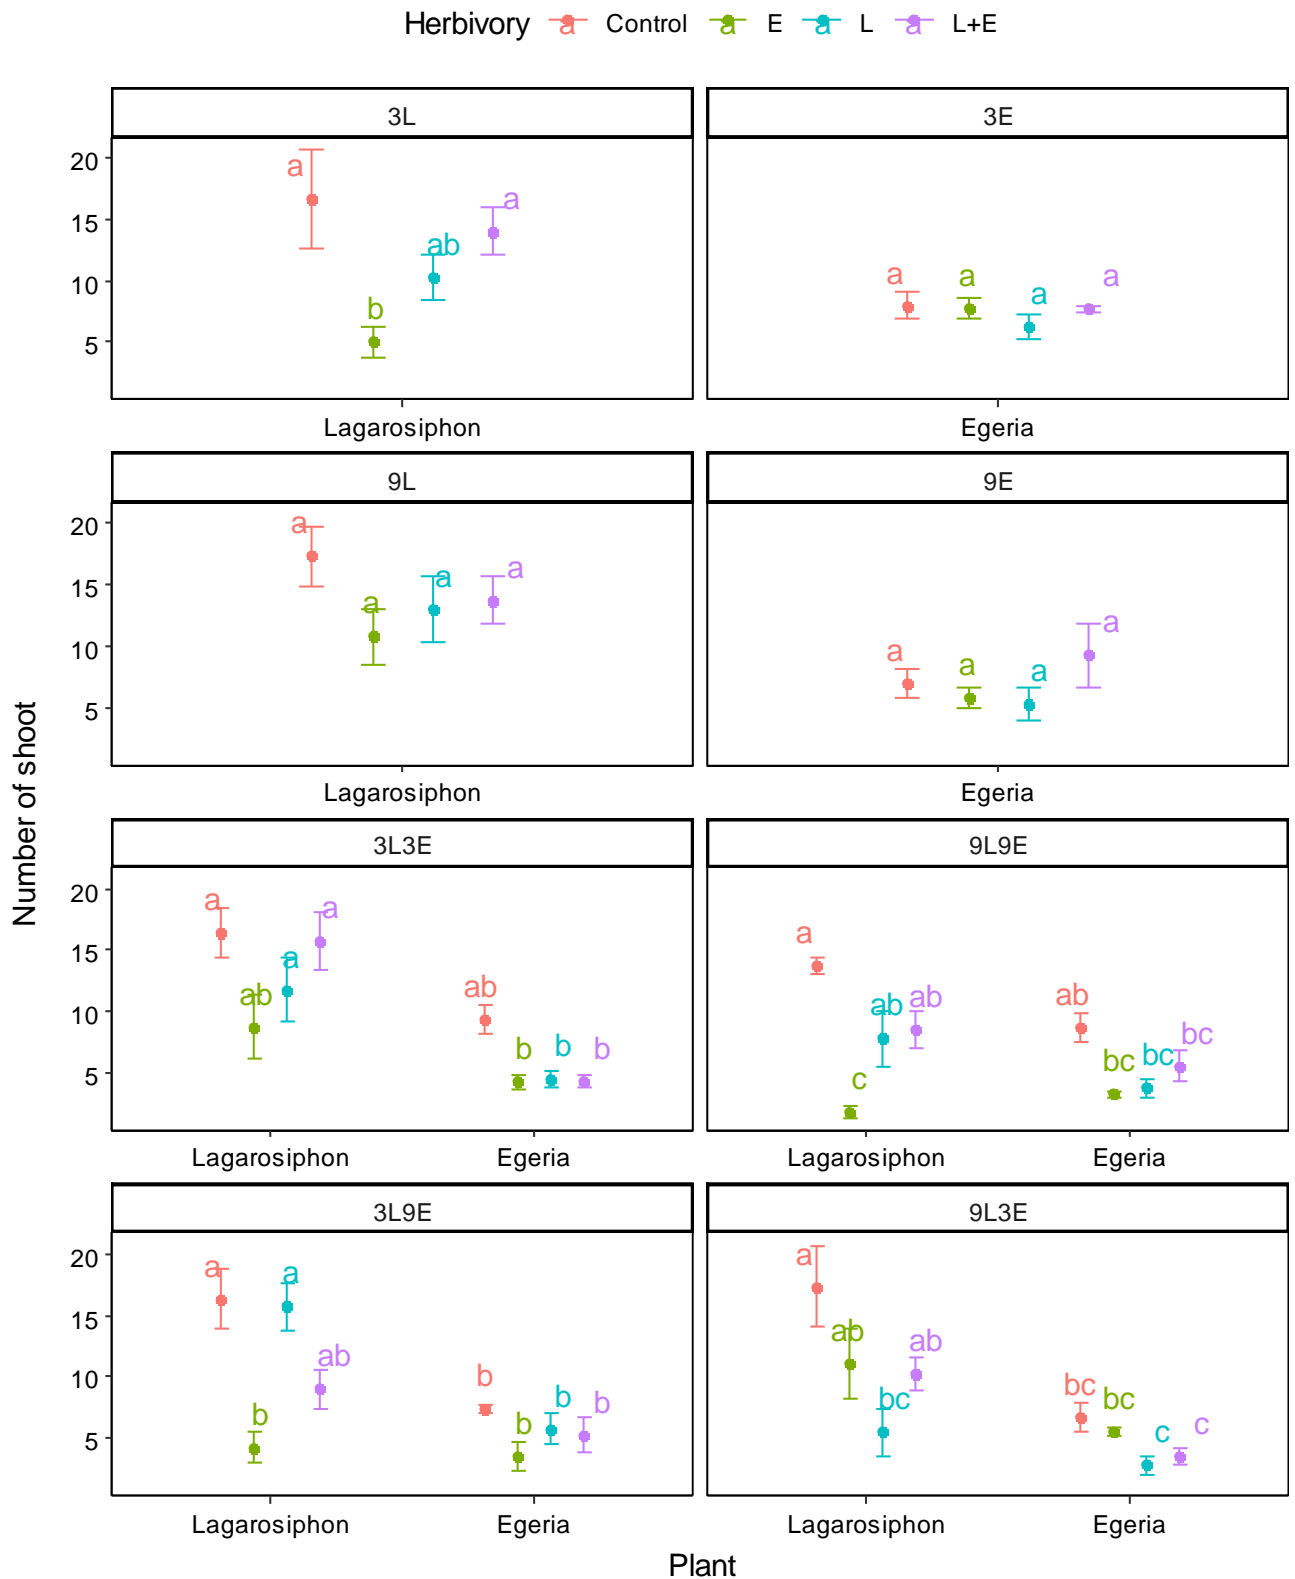 Herbivory a Control a E a L a L+E
3L 3E
20
15
10
5
a b ab a
a a a a
Lagarosiphon Egeria
9L 9E
20
15
10
5
a a a a
a a a a
Lagarosiphon Egeria
3L3E 9L9E
20
15
10
5
a ab a a ab b b b
a c ab ab ab bc bc bc
Lagarosiphon Egeria Lagarosiphon Egeria
3L9E 9L3E
20
15
10
5
a b a ab b b b b
a ab bc ab bc bc c c
Lagarosiphon Egeria Lagarosiphon Egeria
Number of shoot
Plant